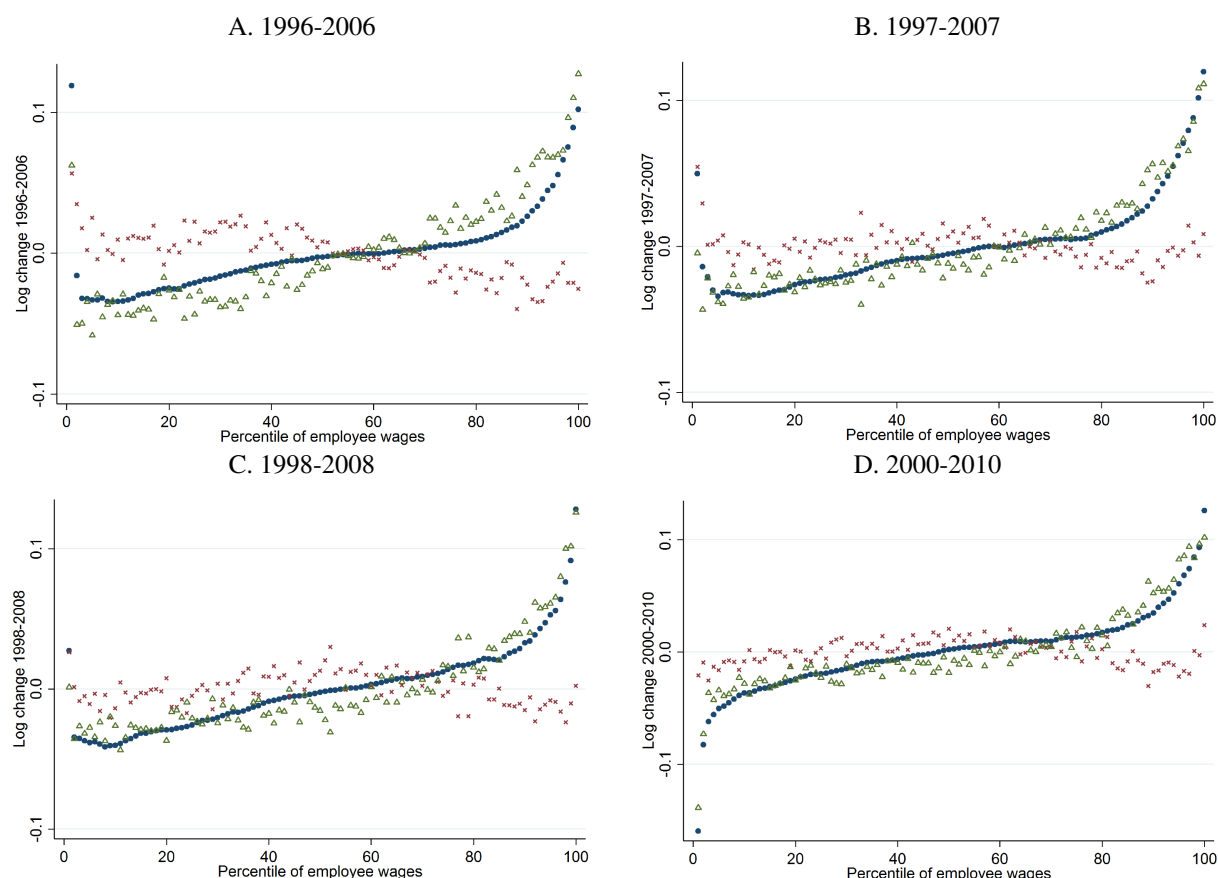 A. 1996-2006
B. 1997-2007
0.1
0.0
-0.1
Log change 1996-2006
0 20 40 60 80 100
Percentile of employee wages
0.1
0.0
-0.1
Log change 1997-2007
0 20 40 60 80 100
Percentile of employee wages
C. 1998-2008
D. 2000-2010
0.1
0.0
-0.1
Log change 1998-2008
0 20 40 60 80 100
Percentile of employee wages
0.1
0.0
-0.1
Log change 2000-2010
0 20 40 60 80 100
Percentile of employee wages